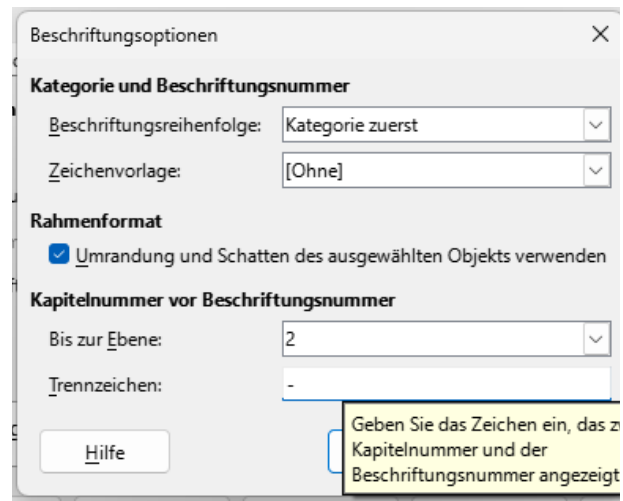 Beschriftungsoptionen
Kategorie und Beschriftungsnummer
Beschriftungsreihenfolge: Kategorie zuerst
Zeichenvorlage: [Ohne]
Rahmenformat
Umrandung und Schatten des ausgewählten Objekts verwenden
Kapitelnummer vor Beschriftungsnummer
Bis zur Ebene: 2
Trennzeichen: -
Geben Sie das Zeichen ein, das
Kapitelnummer und der
Hilfe
Beschriftungsnummer angezeigt